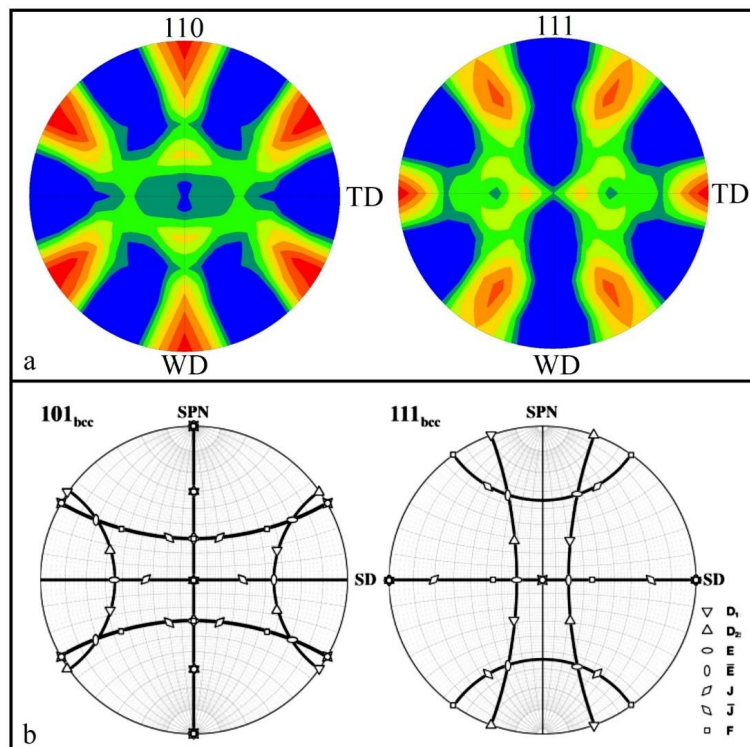 110
111
TD
TD
a
WD
WD
101bcc
SPN
111bcc
SPN
SD
SD
D₁
D₂
E
E̅
J
J̅
F
b